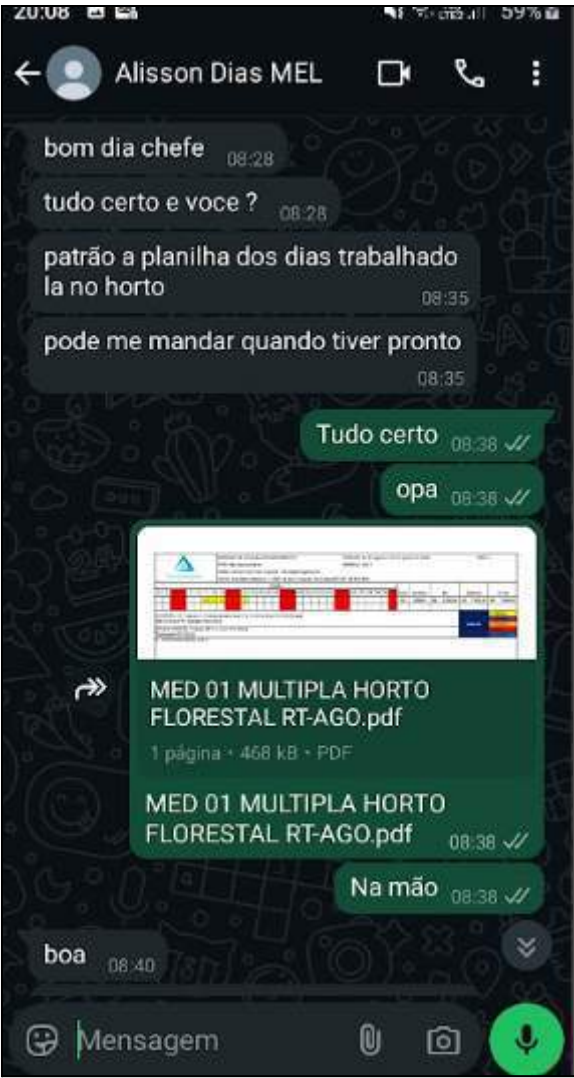 20:08
59%
Alisson Dias MEL
bom dia chefe 08:28
tudo certo e voce ? 08:28
patrão a planilha dos dias trabalhado
la no horto
08:35
pode me mandar quando tiver pronto
08:35
Tudo certo 08:38
opa 08:38
MED 01 MULTIPLA HORTO
FLORESTAL RT-AGO.pdf
1 página • 468 kB • PDF
MED 01 MULTIPLA HORTO
FLORESTAL RT-AGO.pdf 08:38
Na mão 08:38
boa 08:40
Mensagem